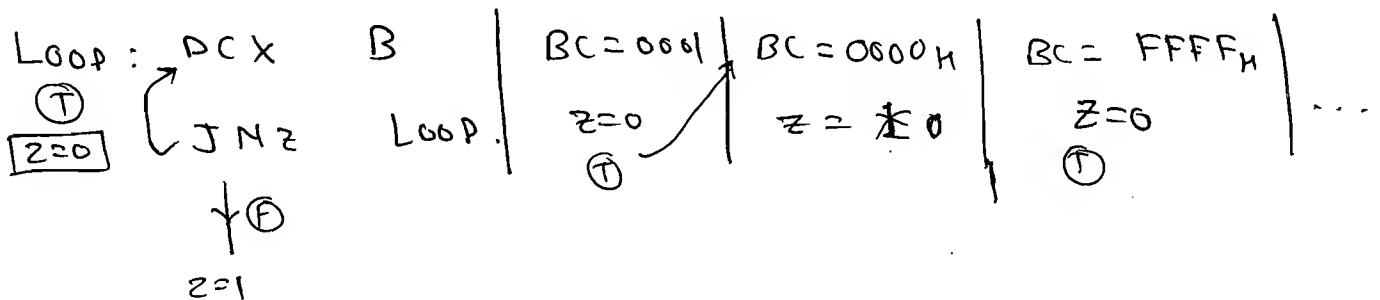 Loop: DCX B | BC=0001 | BC=0000H | BC= FFFFH | ...
T
Z=0 JNZ Loop. | Z=0 | Z= 0 | Z=0
T T
F
Z=1